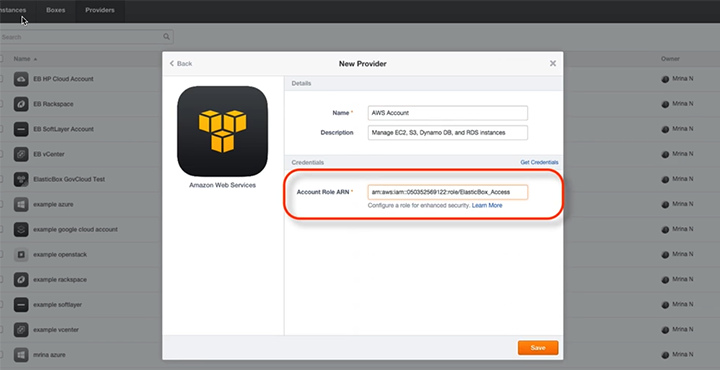 nstances Boxes Providers
Search
Name Owner
Back New Provider
Details
EB HP Cloud Account Mrina N
EB Rackspace Mrina N
Name * AWS Account
EB SoftLayer Account Mrina N
Description Manage EC2, S3, Dynamo DB, and RDS instances
EB vCenter Mrina N
Credentials Get Credentials
ElasticBox GovCloud Test Mrina N
Amazon Web Services
Account Role ARN * arn:aws:iam::050352569122:role/ElasticBox_Access
example azure Mrina N
Configure a role for enhanced security. Learn More
example google cloud account Mrina N
example openstack Mrina N
example rackspace Mrina N
example softlayer Mrina N
example vcenter Mrina N
Save
mrina azure Mrina N